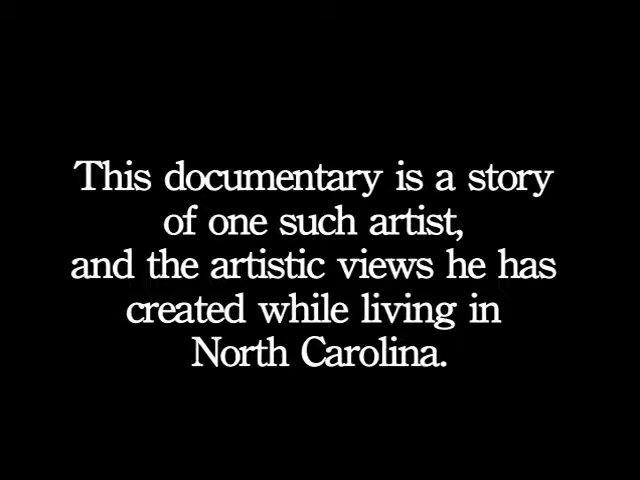 This documentary is a story
of one such artist,
and the artistic views he has
created while living in
North Carolina.